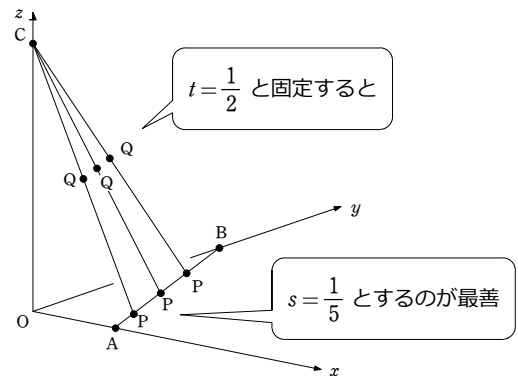 z
C
t = 1/2 と固定すると
Q
Q
Q
y
B
P
s = 1/5 とするのが最善
P
P
O
A
x